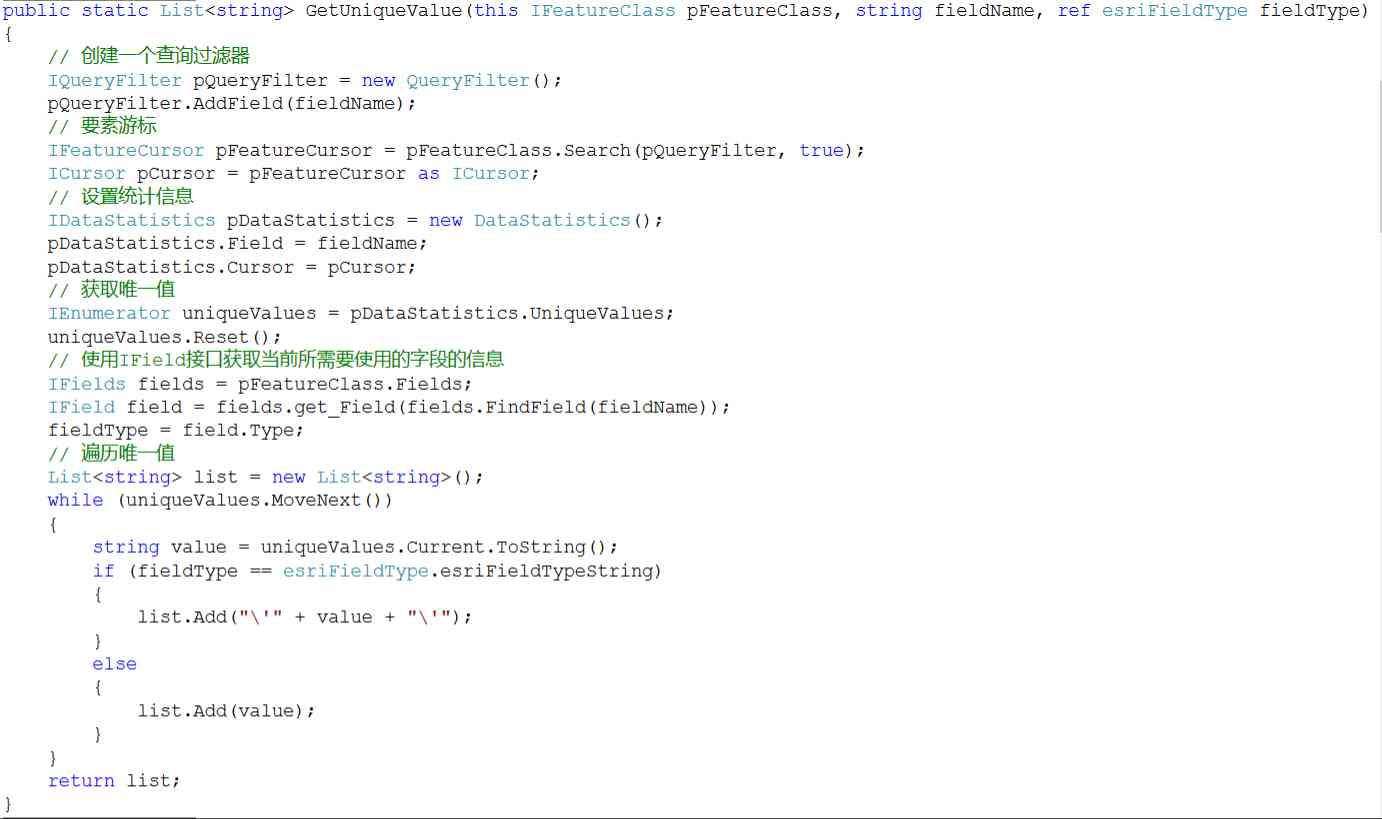 public static List<string> GetUniqueValue(this IFeatureClass pFeatureClass, string fieldName, ref esriFieldType fieldType)
{
    // 创建一个查询过滤器
    IQueryFilter pQueryFilter = new QueryFilter();
    pQueryFilter.AddField(fieldName);
    // 要素游标
    IFeatureCursor pFeatureCursor = pFeatureClass.Search(pQueryFilter, true);
    ICursor pCursor = pFeatureCursor as ICursor;
    // 设置统计信息
    IDataStatistics pDataStatistics = new DataStatistics();
    pDataStatistics.Field = fieldName;
    pDataStatistics.Cursor = pCursor;
    // 获取唯一值
    IEnumerator uniqueValues = pDataStatistics.UniqueValues;
    uniqueValues.Reset();
    // 使用IField接口获取当前所需要使用的字段的信息
    IFields fields = pFeatureClass.Fields;
    IField field = fields.get_Field(fields.FindField(fieldName));
    fieldType = field.Type;
    // 遍历唯一值
    List<string> list = new List<string>();
    while (uniqueValues.MoveNext())
    {
        string value = uniqueValues.Current.ToString();
        if (fieldType == esriFieldType.esriFieldTypeString)
        {
            list.Add("\'" + value + "\'");
        }
        else
        {
            list.Add(value);
        }
    }
    return list;
}